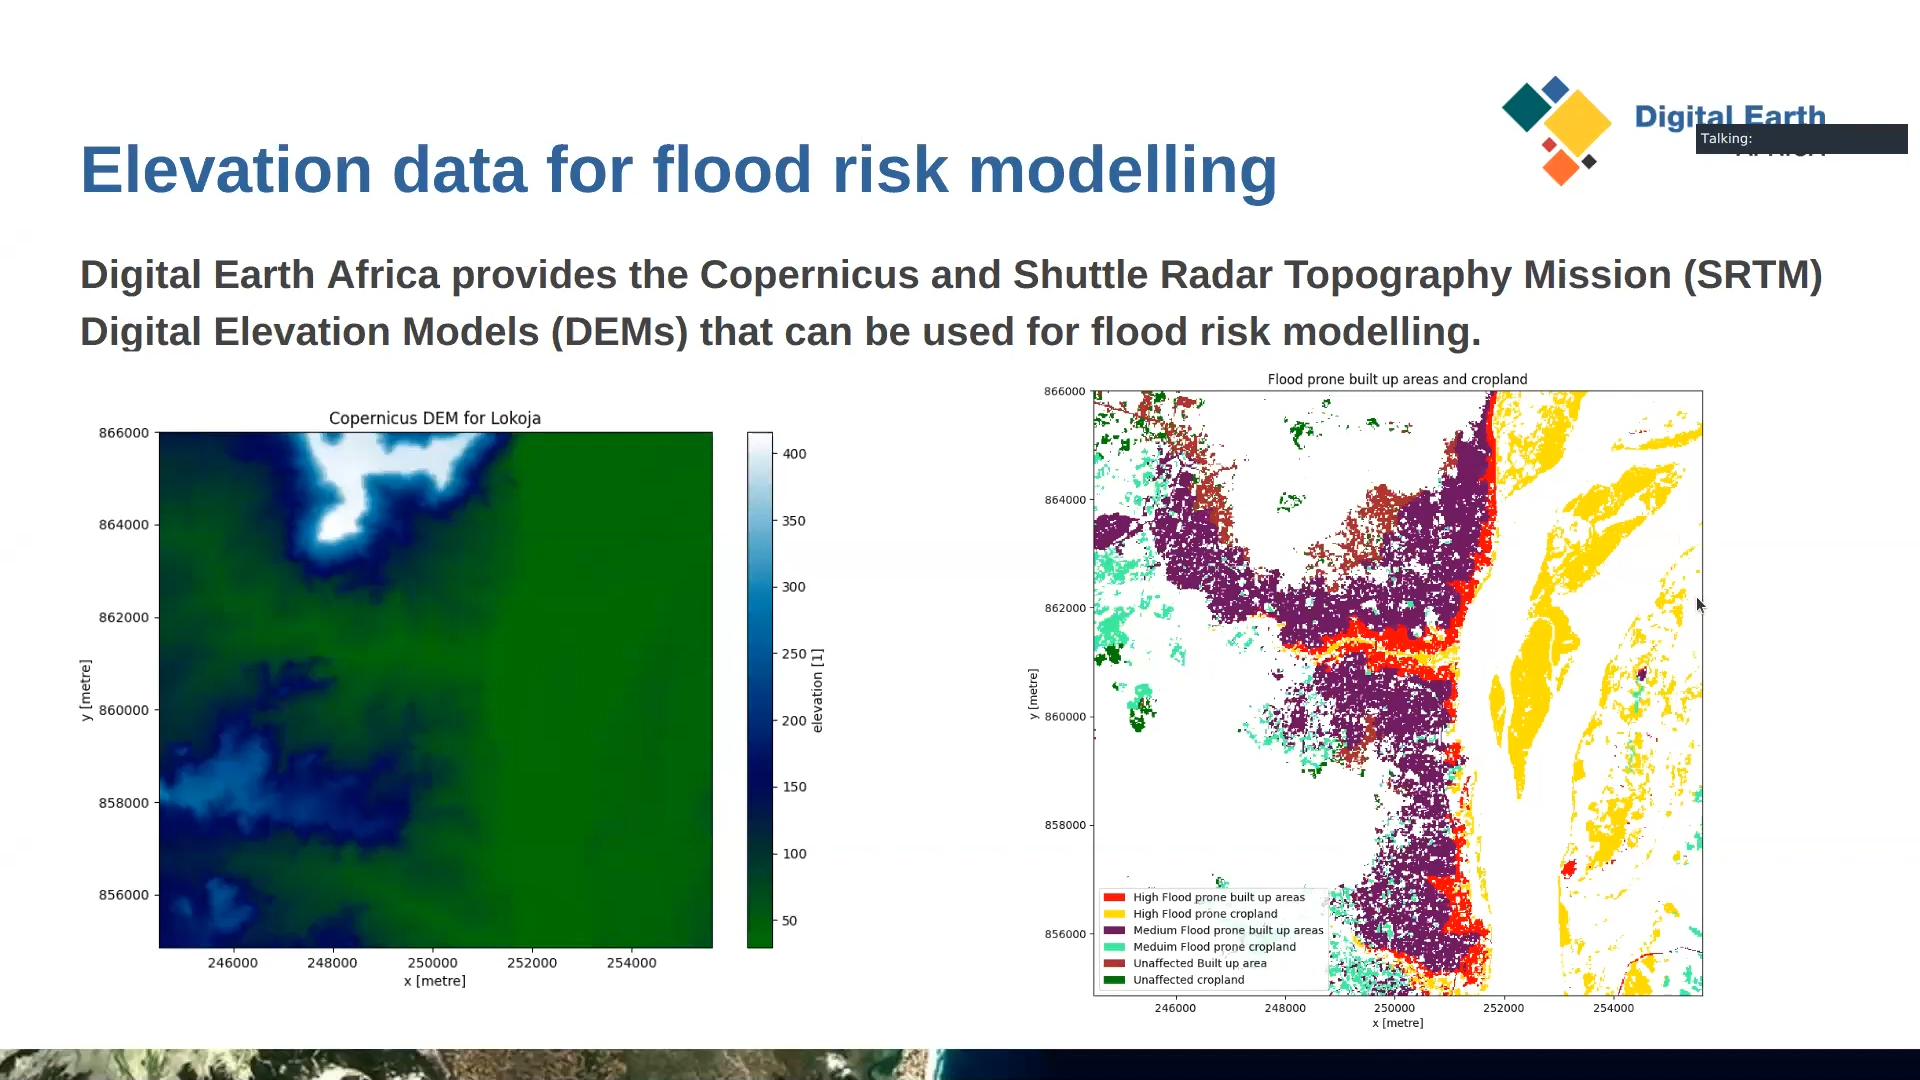 Digital Earth
Talking:
Elevation data for flood risk modelling
Digital Earth Africa provides the Copernicus and Shuttle Radar Topography Mission (SRTM)
Digital Elevation Models (DEMs) that can be used for flood risk modelling.
Copernicus DEM for Lokoja
866000
864000
862000
860000
858000
856000
y [metre]
246000 248000 250000 252000 254000
x [metre]
400
350
300
250
200
150
100
50
elevation [1]
Flood prone built up areas and cropland
866000
864000
862000
860000
858000
856000
y [metre]
High Flood prone built up areas
High Flood prone cropland
Medium Flood prone built up areas
Meduim Flood prone cropland
Unaffected Built up area
Unaffected cropland
246000 248000 250000 252000 254000
x [metre]